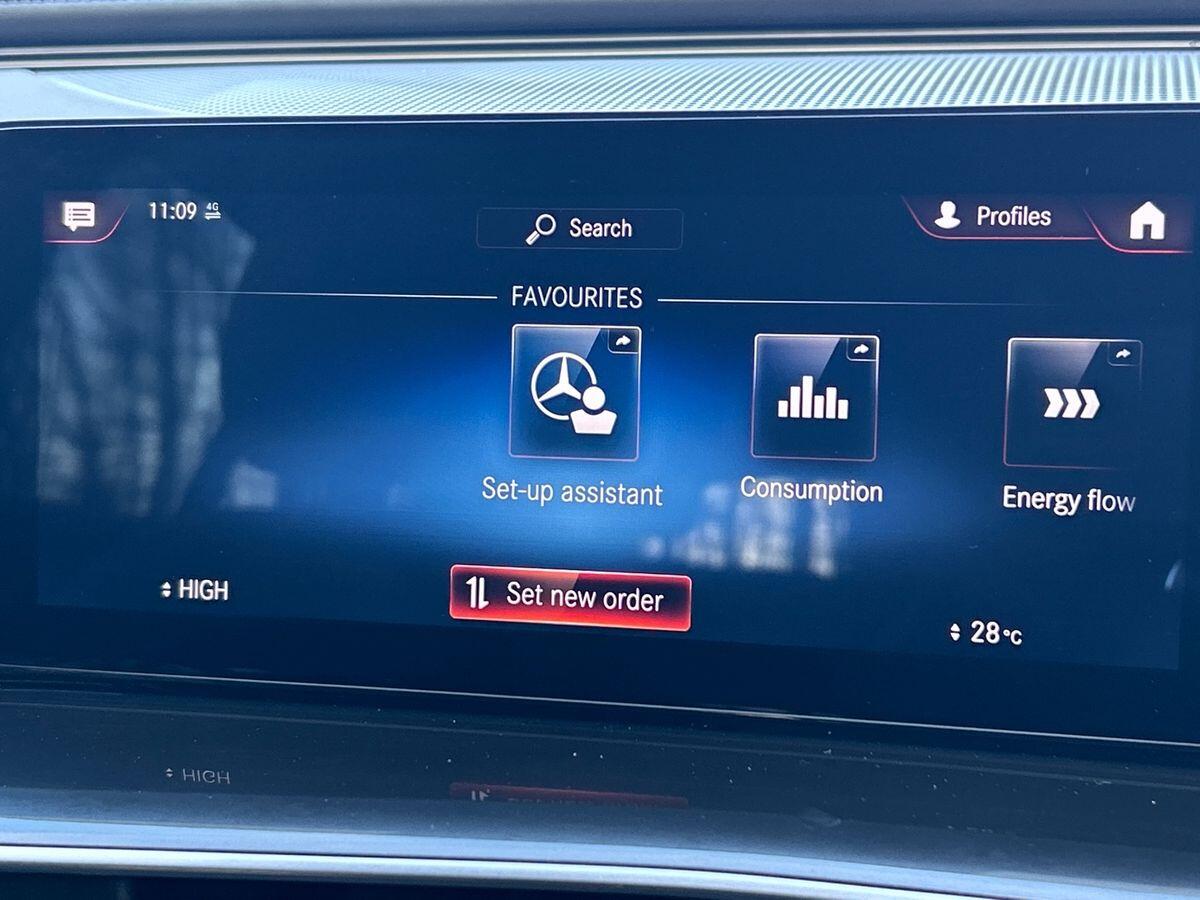 11:09 4G
Search
Profiles
FAVOURITES
Set-up assistant
Consumption
Energy flow
HIGH
Set new order
28°C
HIGH